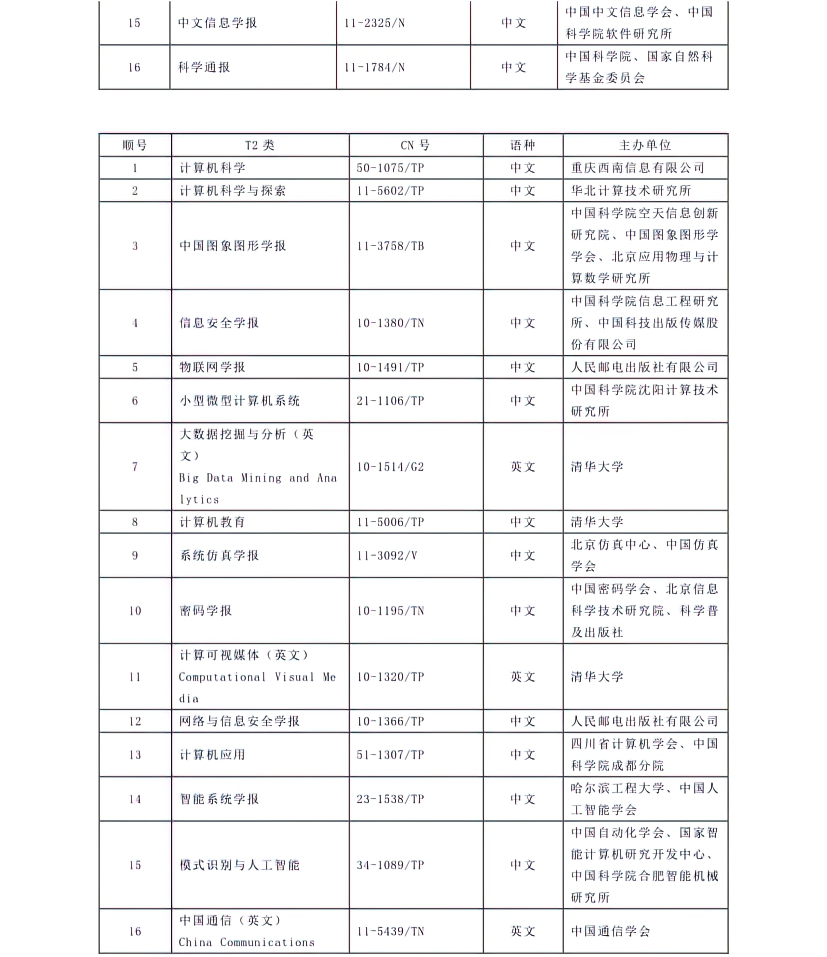 15 中文信息学报 11-2325/N 中文 中国中文信息学会、中国
科学院软件研究所
16 科学通报 11-1784/N 中文 中国科学院、国家自然科
学基金委员会
顺号 T2 类 CN 号 语种 主办单位
1 计算机科学 50-1075/TP 中文 重庆西南信息有限公司
2 计算机科学与探索 11-5602/TP 中文 华北计算技术研究所
3 中国图象图形学报 11-3758/TB 中文 中国科学院空天信息创新
研究院、中国图象图形学
学会、北京应用物理与计
算数学研究所
4 信息安全学报 10-1380/TN 中文 中国科学院信息工程研究
所、中国科技出版传媒股
份有限公司
5 物联网学报 10-1491/TP 中文 人民邮电出版社有限公司
6 小型微型计算机系统 21-1106/TP 中文 中国科学院沈阳计算技术
研究所
7 大数据挖掘与分析（英
文）
Big Data Mining and Ana
lytics 10-1514/G2 英文 清华大学
8 计算机教育 11-5006/TP 中文 清华大学
9 系统仿真学报 11-3092/V 中文 北京仿真中心、中国仿真
学会
10 密码学报 10-1195/TN 中文 中国密码学会、北京信息
科学技术研究院、科学普
及出版社
11 计算可视媒体（英文）
Computational Visual Me
dia 10-1320/TP 英文 清华大学
12 网络与信息安全学报 10-1366/TP 中文 人民邮电出版社有限公司
13 计算机应用 51-1307/TP 中文 四川省计算机学会、中国
科学院成都分院
14 智能系统学报 23-1538/TP 中文 哈尔滨工程大学、中国人
工智能学会
15 模式识别与人工智能 34-1089/TP 中文 中国自动化学会、国家智
能计算机研究开发中心、
中国科学院合肥智能机械
研究所
16 中国通信（英文）
China Communications 11-5439/TN 英文 中国通信学会